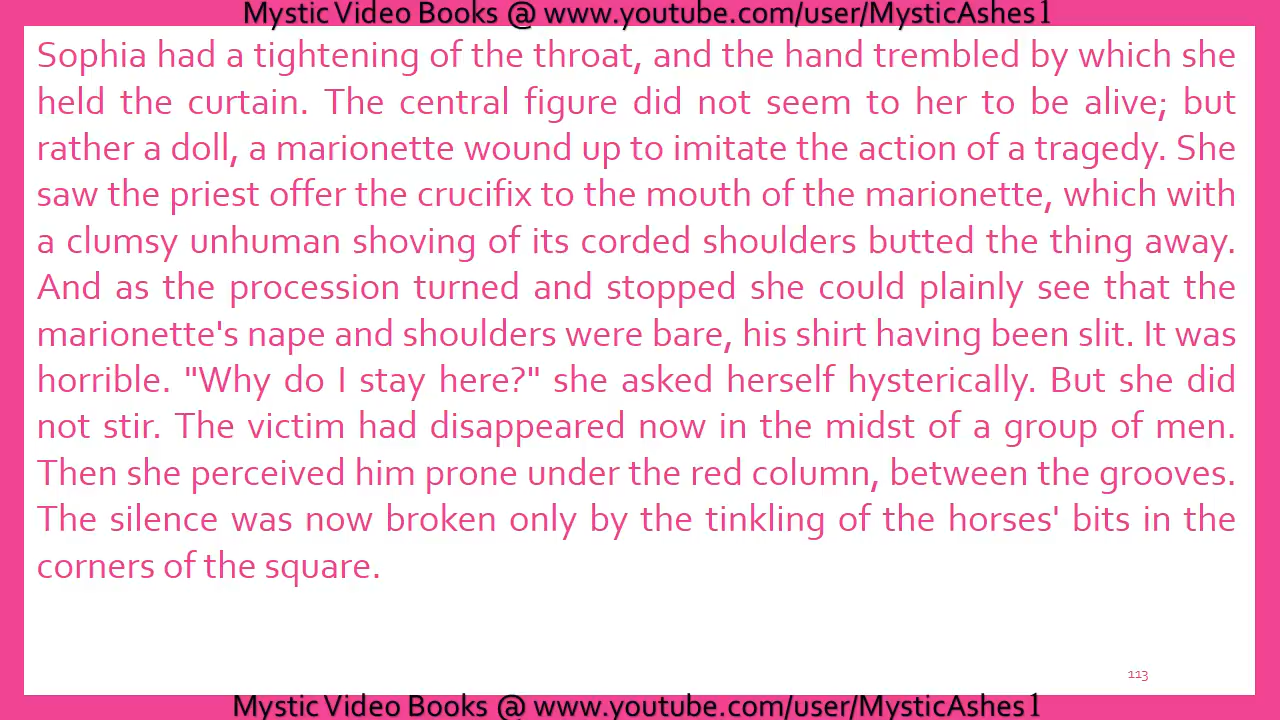 Mystic Video Books @ www.youtube.com/user/MysticAshes1
Sophia had a tightening of the throat, and the hand trembled by which she
held the curtain. The central figure did not seem to her to be alive; but
rather a doll, a marionette wound up to imitate the action of a tragedy. She
saw the priest offer the crucifix to the mouth of the marionette, which with
a clumsy unhuman shoving of its corded shoulders butted the thing away.
And as the procession turned and stopped she could plainly see that the
marionette's nape and shoulders were bare, his shirt having been slit. It was
horrible. "Why do I stay here?" she asked herself hysterically. But she did
not stir. The victim had disappeared now in the midst of a group of men.
Then she perceived him prone under the red column, between the grooves.
The silence was now broken only by the tinkling of the horses' bits in the
corners of the square.
113
Mystic Video Books @ www.youtube.com/user/MysticAshes1